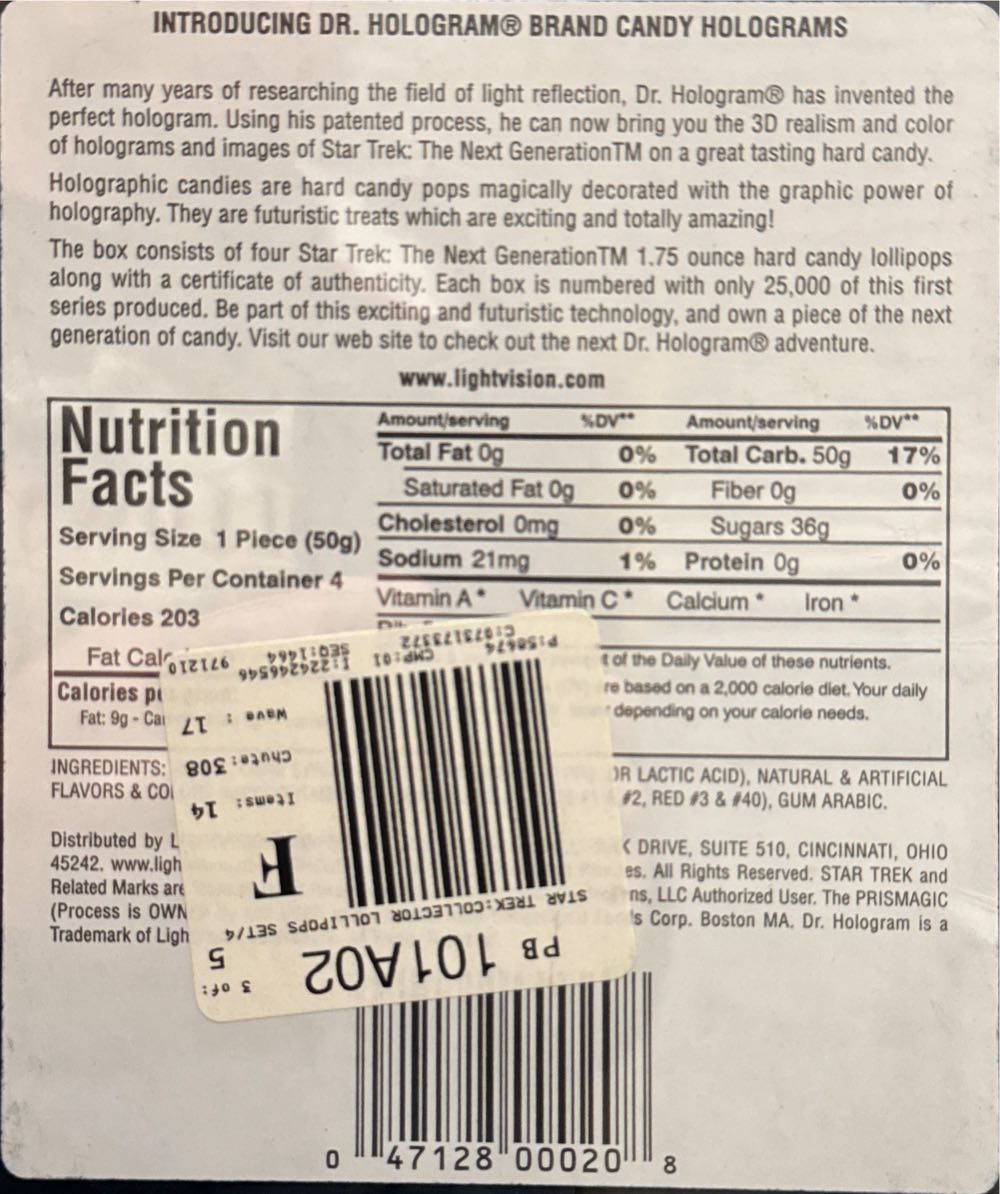 INTRODUCING DR. HOLOGRAM® BRAND CANDY HOLOGRAMS
After many years of researching the field of light reflection, Dr. Hologram® has invented the
perfect hologram. Using his patented process, he can now bring you the 3D realism and color
of holograms and images of Star Trek: The Next GenerationTM on a great tasting hard candy.
Holographic candies are hard candy pops magically decorated with the graphic power of
holography. They are futuristic treats which are exciting and totally amazing!
The box consists of four Star Trek: The Next GenerationTM 1.75 ounce hard candy lollipops
along with a certificate of authenticity. Each box is numbered with only 25,000 of this first
series produced. Be part of this exciting and futuristic technology, and own a piece of the next
generation of candy. Visit our web site to check out the next Dr. Hologram® adventure.
www.lightvision.com
Nutrition
Facts
Serving Size 1 Piece (50g)
Servings Per Container 4
Calories 203
Fat Calo
Calories pe
Fat: 9g - Ca
Amount/serving %DV** Amount/serving %DV**
Total Fat 0g 0% Total Carb. 50g 17%
Saturated Fat 0g 0% Fiber 0g 0%
Cholesterol 0mg 0% Sugars 36g
Sodium 21mg 1% Protein 0g 0%
Vitamin A * Vitamin C * Calcium * Iron *
t of the Daily Value of these nutrients.
re based on a 2,000 calorie diet. Your daily
depending on your calorie needs.
INGREDIENTS: OR LACTIC ACID), NATURAL & ARTIFICIAL
FLAVORS & CO #2, RED #3 & #40), GUM ARABIC.
Distributed by L K DRIVE, SUITE 510, CINCINNATI, OHIO
45242. www.ligh es. All Rights Reserved. STAR TREK and
Related Marks are ns, LLC Authorized User. The PRISMAGIC
(Process is OWN 's Corp. Boston MA. Dr. Hologram is a
Trademark of Ligh
PB 101A02
3 of: 5
STAR TREK:COLLECTOR LOLLIPOPS SET/4
F
Items: 14
Chute: 308
Wave : 17
I:224246546
SEQ:1464 971210
P:50674 CMP:01
C:073173372
0 47128 00020 8